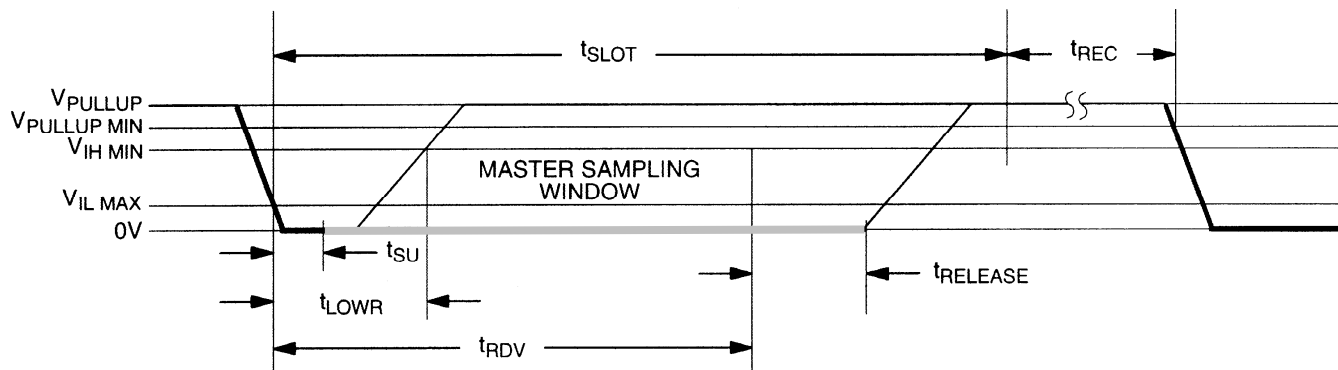 tSLOT
tREC
VPULLUP
VPULLUP MIN
VIH MIN
MASTER SAMPLING
WINDOW
VIL MAX
0V
tSU
tRELEASE
tLOWR
tRDV